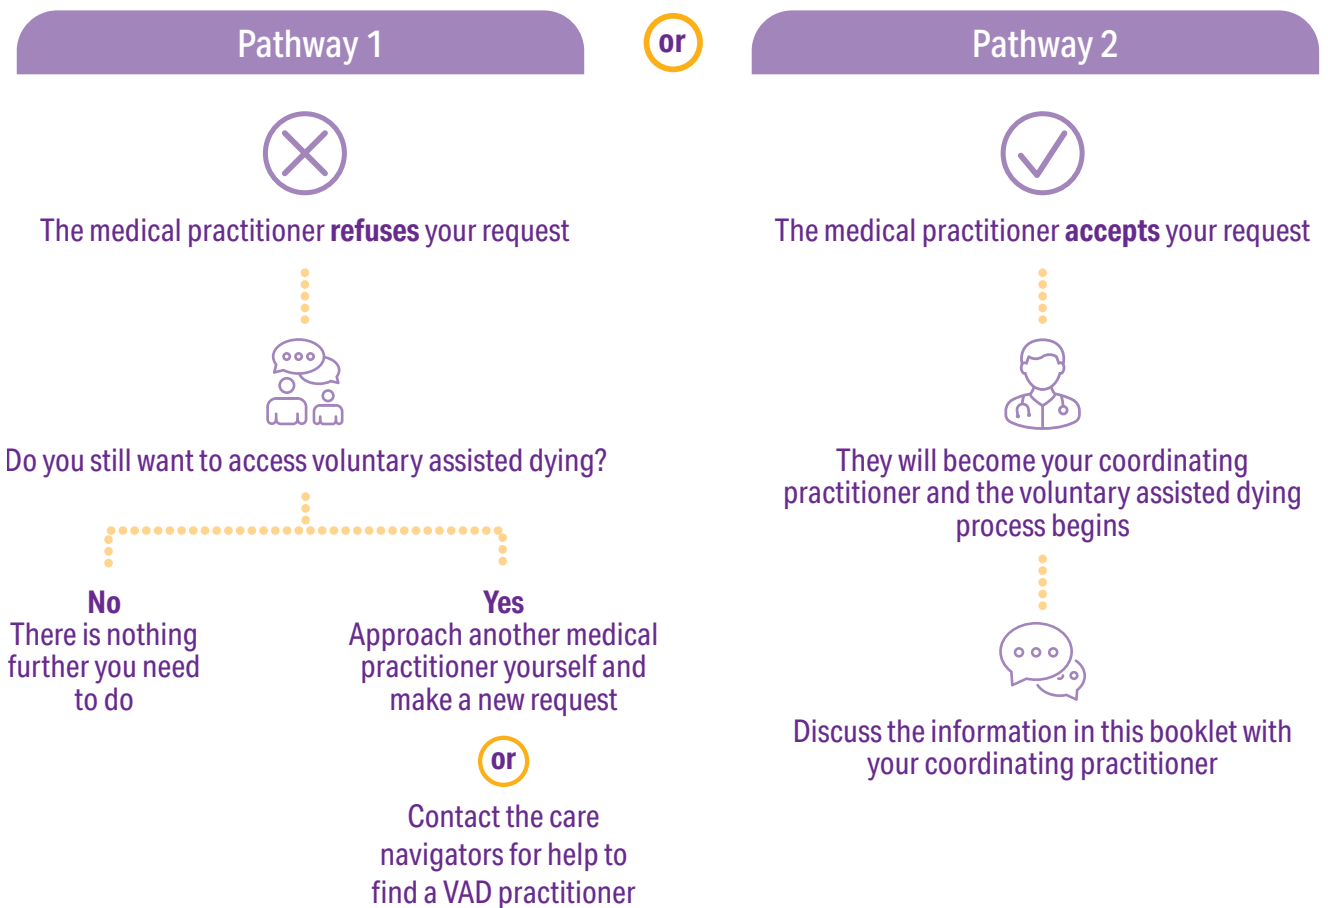 Pathway 1
The medical practitioner refuses your request
Do you still want to access voluntary assisted dying?
No
There is nothing
further you need
to do
Yes
Approach another medical
practitioner yourself and
make a new request
or
Contact the care
navigators for help to
find a VAD practitioner
or
Pathway 2
The medical practitioner accepts your request
They will become your coordinating
practitioner and the voluntary assisted dying
process begins
Discuss the information in this booklet with
your coordinating practitioner